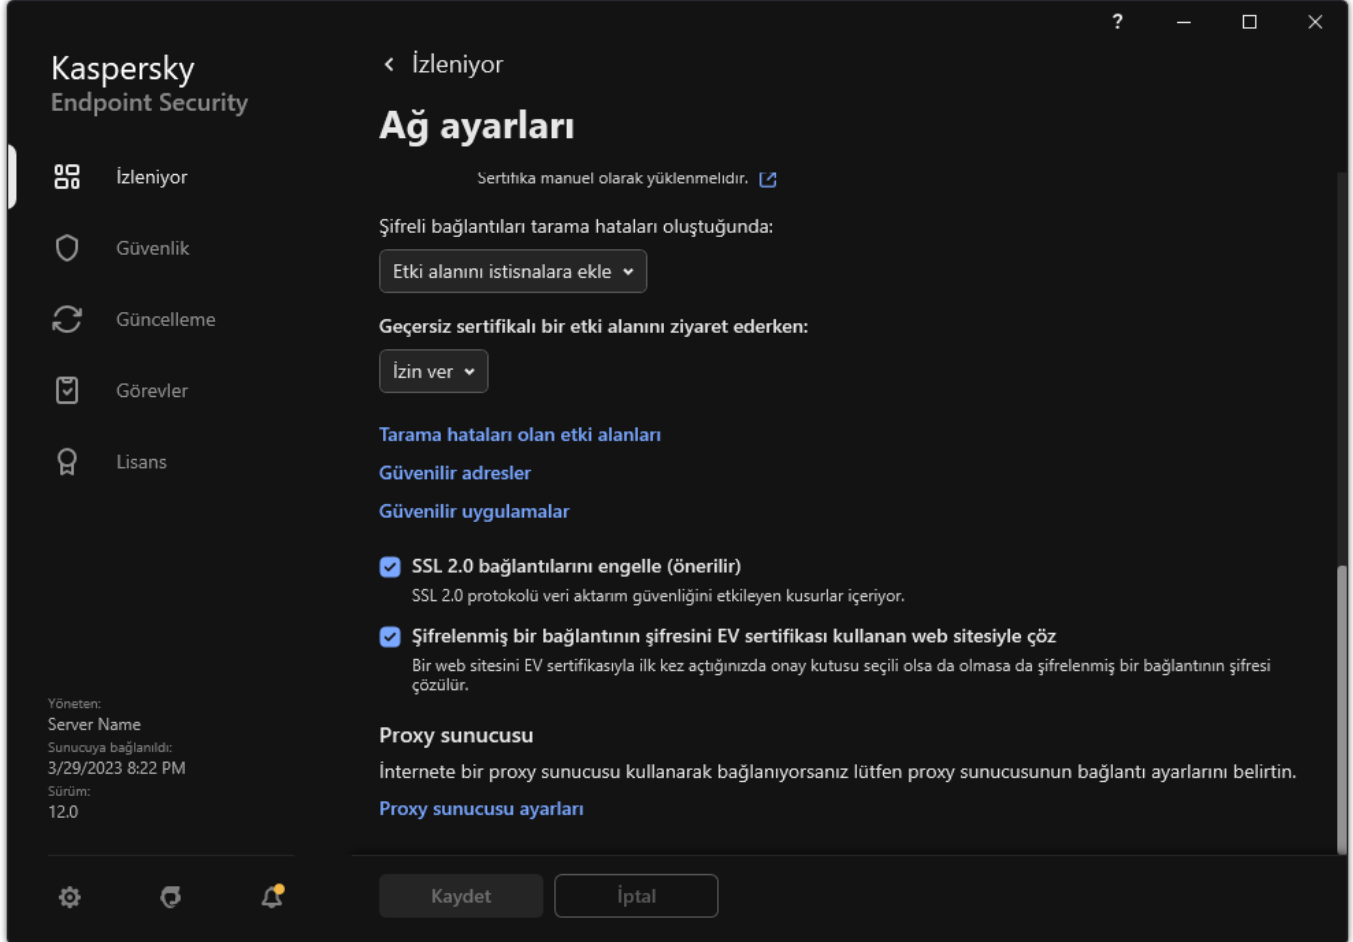 ?
Kaspersky
Endpoint Security
İzleniyor
Güvenlik
Güncelleme
Görevler
Lisans
Yöneten:
Server Name
Sunucuya bağlanıldı:
3/29/2023 8:22 PM
Sürüm:
12.0
İzleniyor
Ağ ayarları
Sertifika manuel olarak yüklenmelidir.
Şifreli bağlantıları tarama hataları oluştuğunda:
Etki alanını istisnalara ekle
Geçersiz sertifikalı bir etki alanını ziyaret ederken:
İzin ver
Tarama hataları olan etki alanları
Güvenilir adresler
Güvenilir uygulamalar
SSL 2.0 bağlantılarını engelle (önerilir)
SSL 2.0 protokolü veri aktarım güvenliğini etkileyen kusurlar içeriyor.
Şifrelenmiş bir bağlantının şifresini EV sertifikası kullanan web sitesiyle çöz
Bir web sitesini EV sertifikasıyla ilk kez açtığınızda onay kutusu seçili olsa da olmasa da şifrelenmiş bir bağlantının şifresi
çözülür.
Proxy sunucusu
İnternete bir proxy sunucusu kullanarak bağlanıyorsanız lütfen proxy sunucusunun bağlantı ayarlarını belirtin.
Proxy sunucusu ayarları
Kaydet
İptal